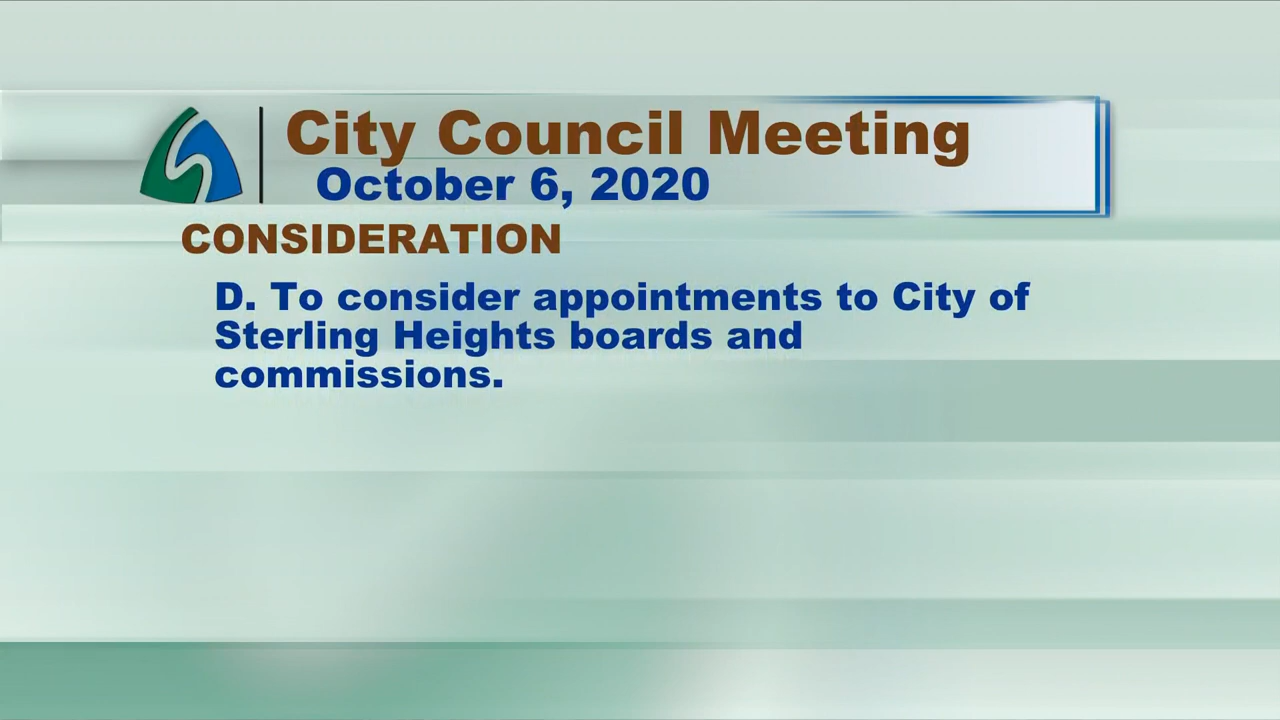 City Council Meeting
October 6, 2020
CONSIDERATION
D. To consider appointments to City of
Sterling Heights boards and
commissions.